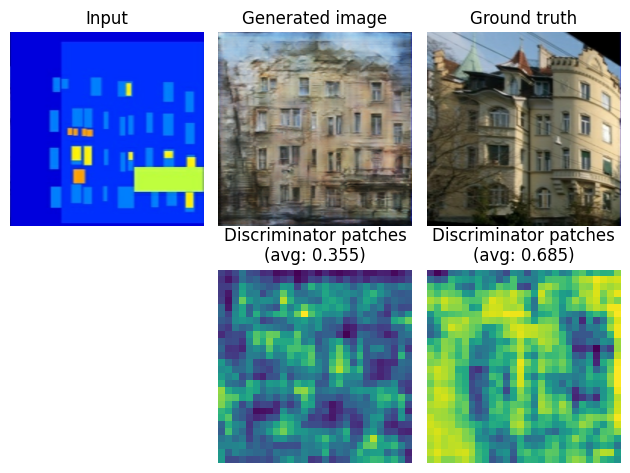 Input
Generated image
Ground truth
Discriminator patches
(avg: 0.355)
Discriminator patches
(avg: 0.685)